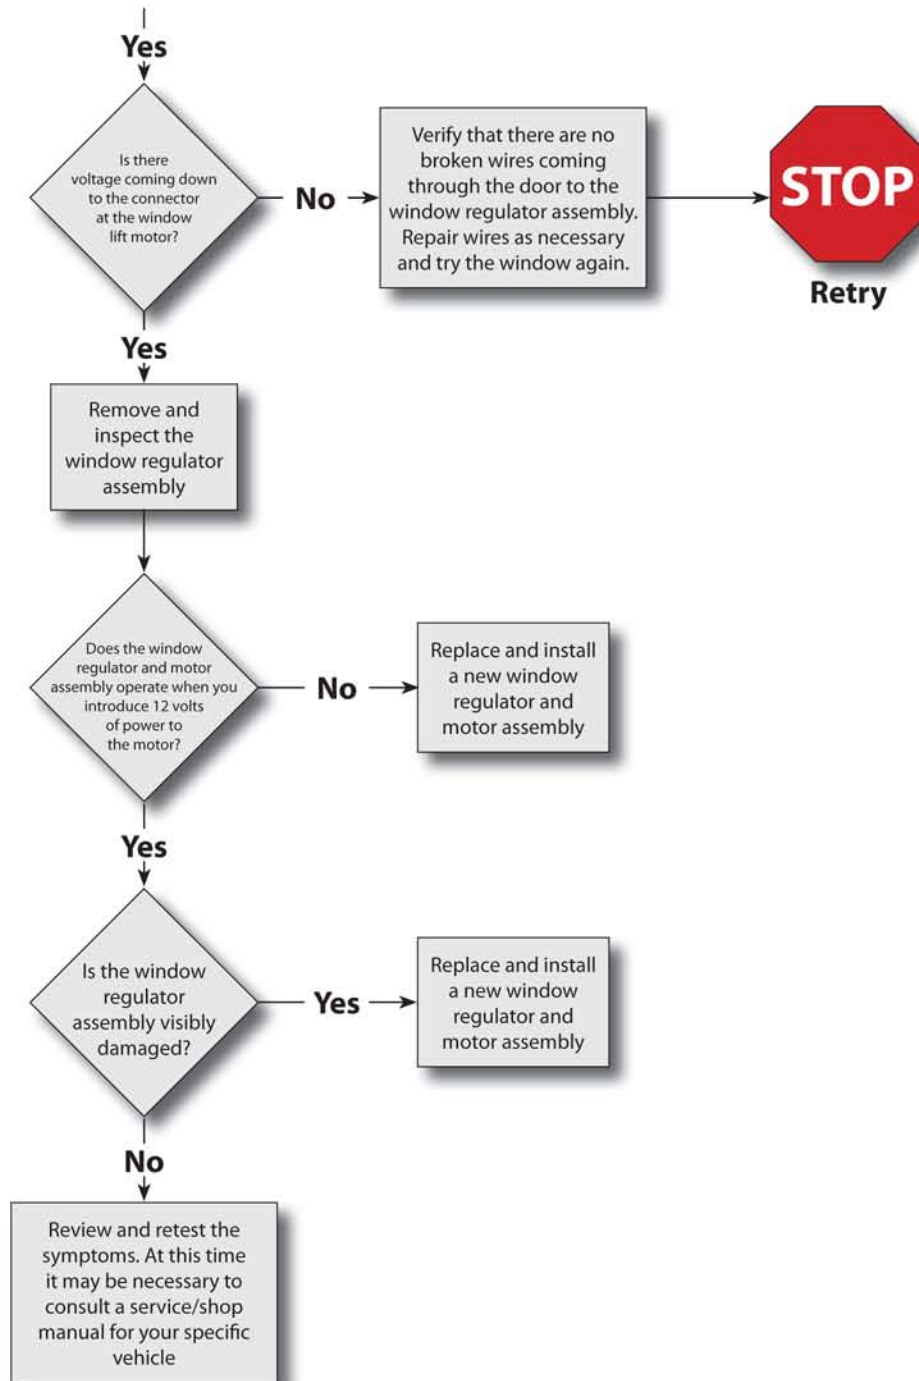 Yes
Is there
voltage coming down
to the connector
at the window
lift motor?
No
Verify that there are no
broken wires coming
through the door to the
window regulator assembly.
Repair wires as necessary
and try the window again.
STOP
Retry
Yes
Remove and
inspect the
window regulator
assembly
Does the window
regulator and motor
assembly operate when you
introduce 12 volts
of power to
the motor?
No
Replace and install
a new window
regulator and
motor assembly
Yes
Is the window
regulator
assembly visibly
damaged?
Yes
Replace and install
a new window
regulator and
motor assembly
No
Review and retest the
symptoms. At this time
it may be necessary to
consult a service/shop
manual for your specific
vehicle